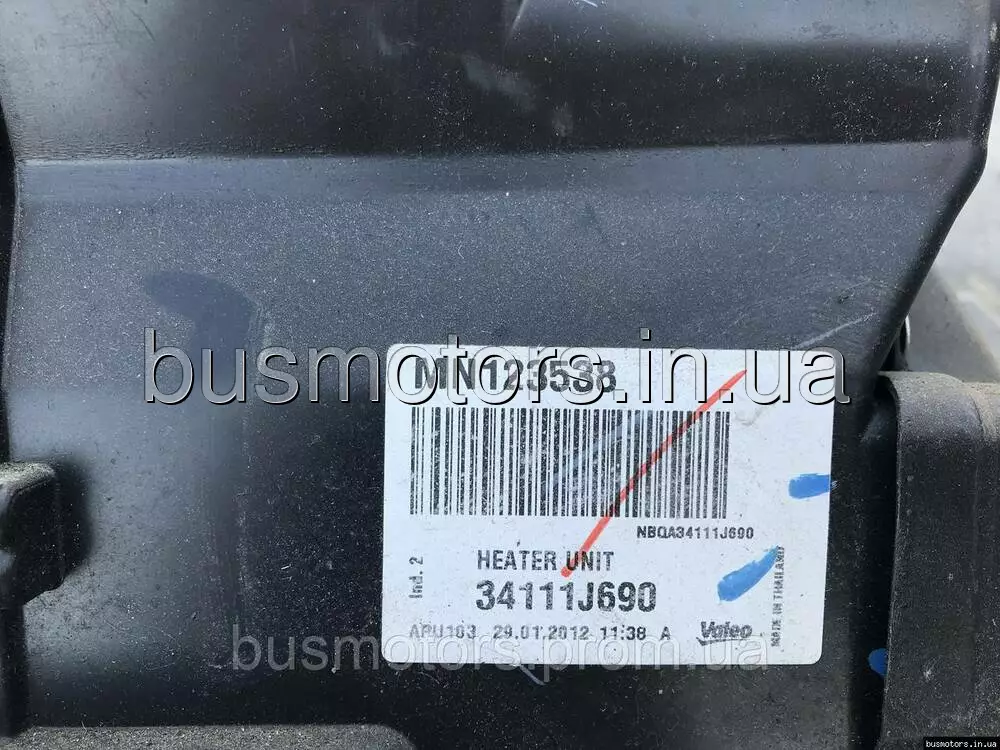 busmotors.in.ua
MN123538
NBQA34111J690
Ind. 2
HEATER UNIT
34111J690
APU103 29.01.2012 11:38 A
Valeo
MADE IN THAILAND
busmotors.prom.ua
busmotors.in.ua